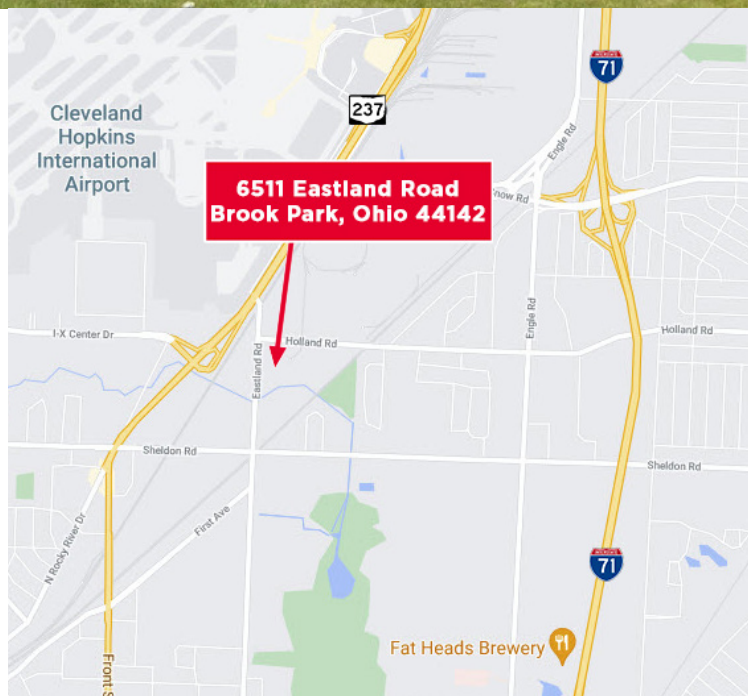 71
237
Cleveland
Hopkins
International
Airport
6511 Eastland Road
Brook Park, Ohio 44142
Engle Rd
Snow Rd
Engle Rd
I-X Center Dr
Holland Rd
Holland Rd
Eastland Rd
Sheldon Rd
Sheldon Rd
First Ave
N Rocky River Dr
71
Fat Heads Brewery
Front S